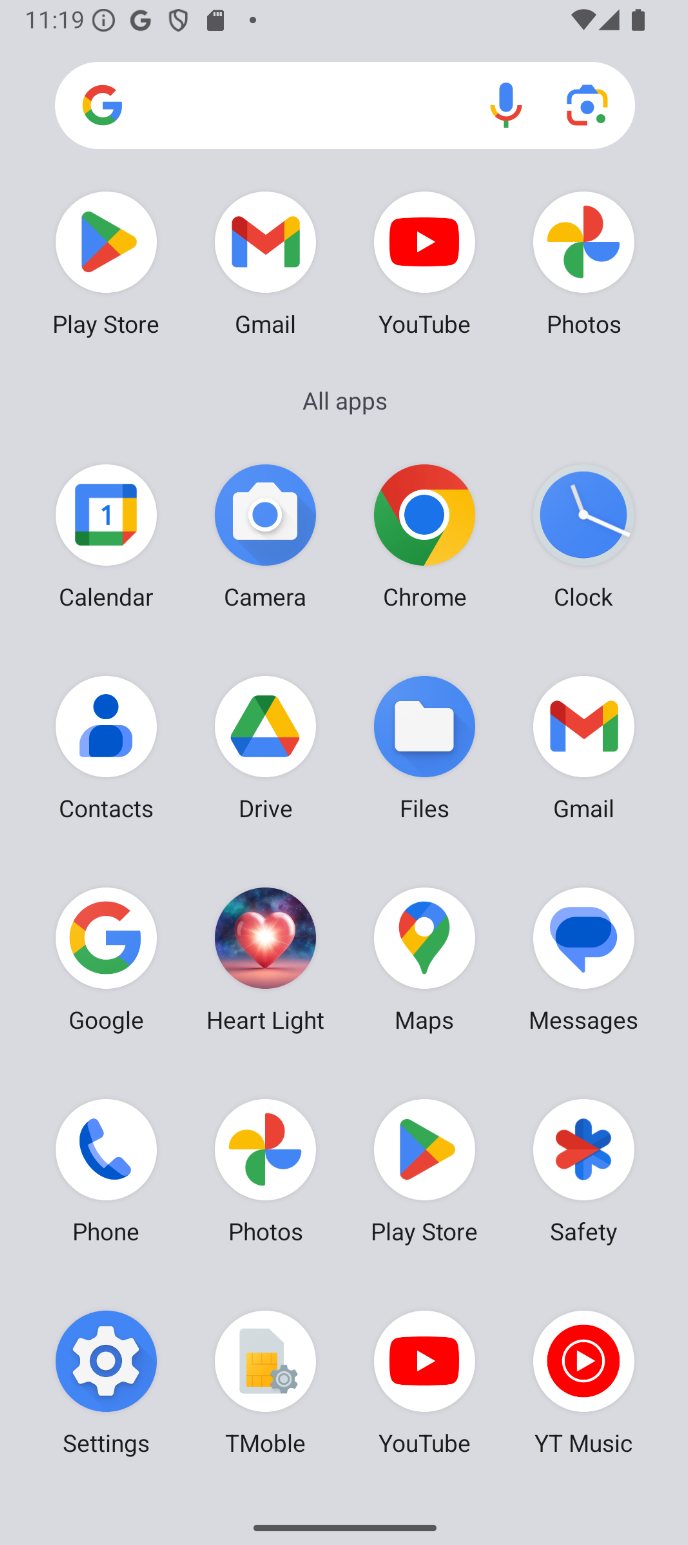 11:19
Play Store Gmail YouTube Photos
All apps
1
Calendar Camera Chrome Clock
Contacts Drive Files Gmail
Google Heart Light Maps Messages
Phone Photos Play Store Safety
Settings TMoble YouTube YT Music